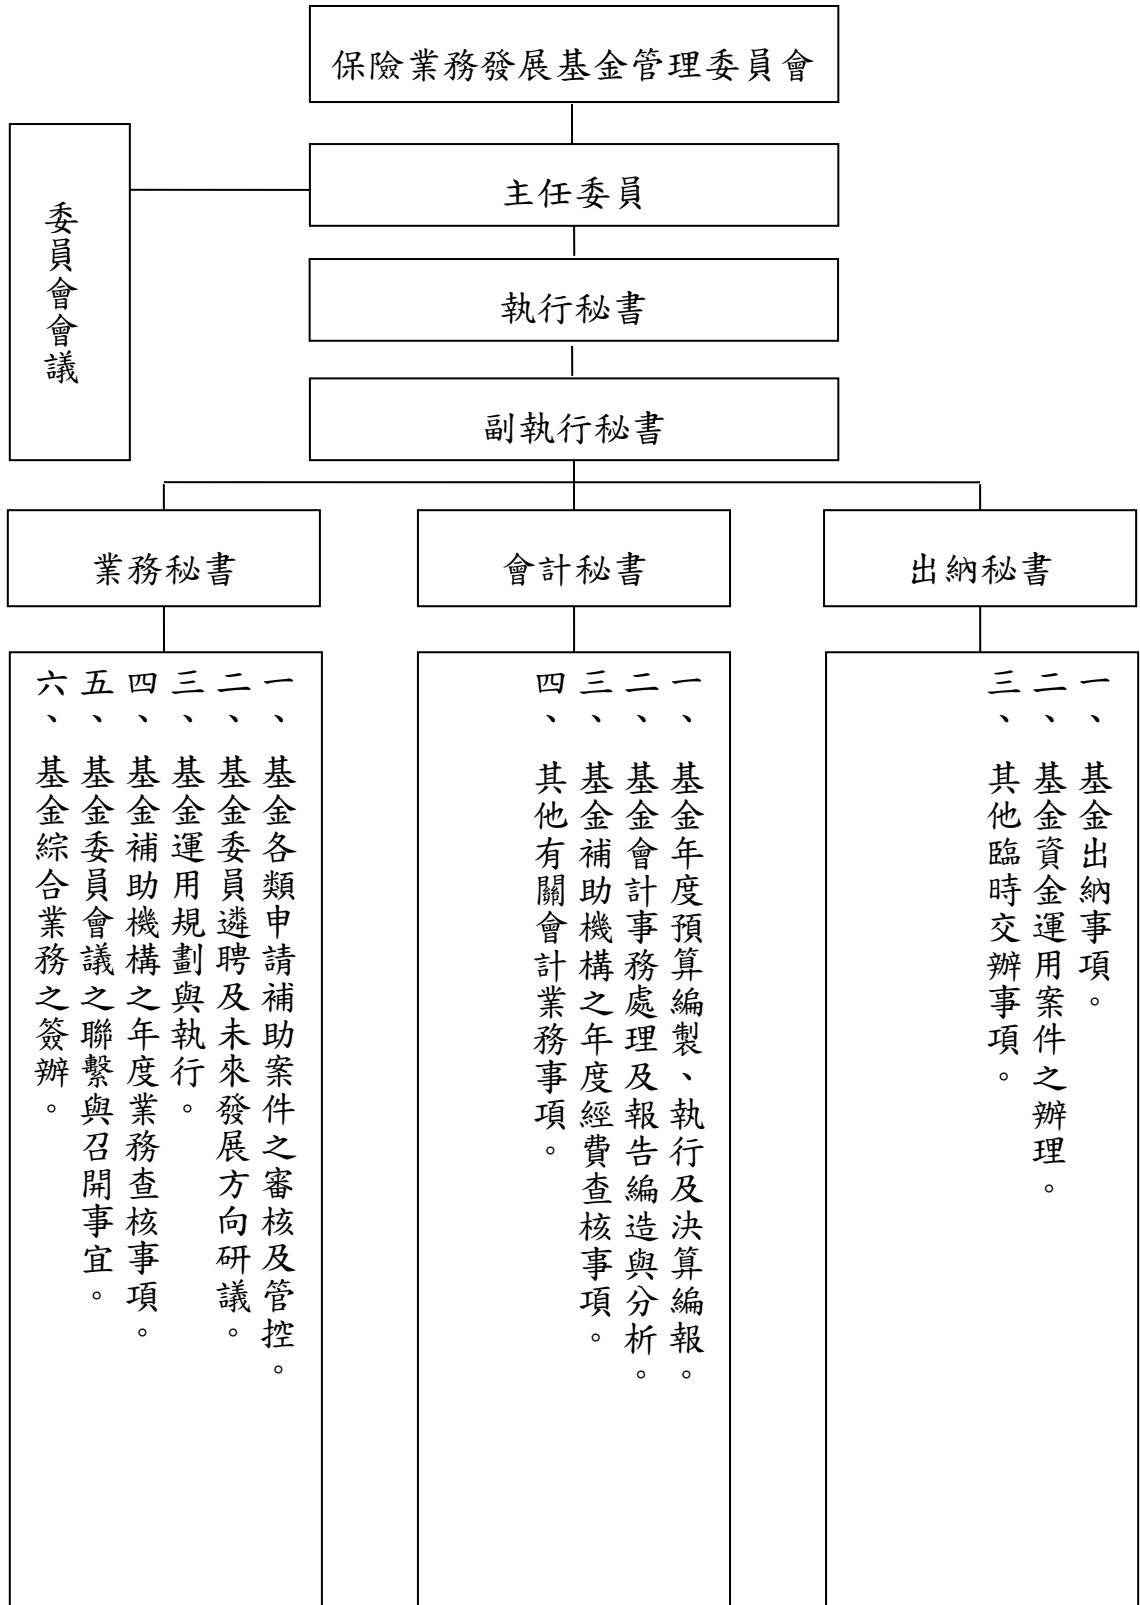 保險業務發展基金管理委員會
主任委員
委員會會議
執行秘書
副執行秘書
業務秘書
會計秘書
出納秘書
一、基金各類申請補助案件之審核及管控。
二、基金委員遴聘及未來發展方向研議。
三、基金運用規劃與執行。
四、基金補助機構之年度業務查核事項。
五、基金委員會議之聯繫與召開事宜。
六、基金綜合業務之簽辦。
一、基金年度預算編製、執行及決算編報。
二、基金會計事務處理及報告編造與分析。
三、基金補助機構之年度經費查核事項。
四、其他有關會計業務事項。
一、基金出納事項。
二、基金資金運用案件之辦理。
三、其他臨時交辦事項。